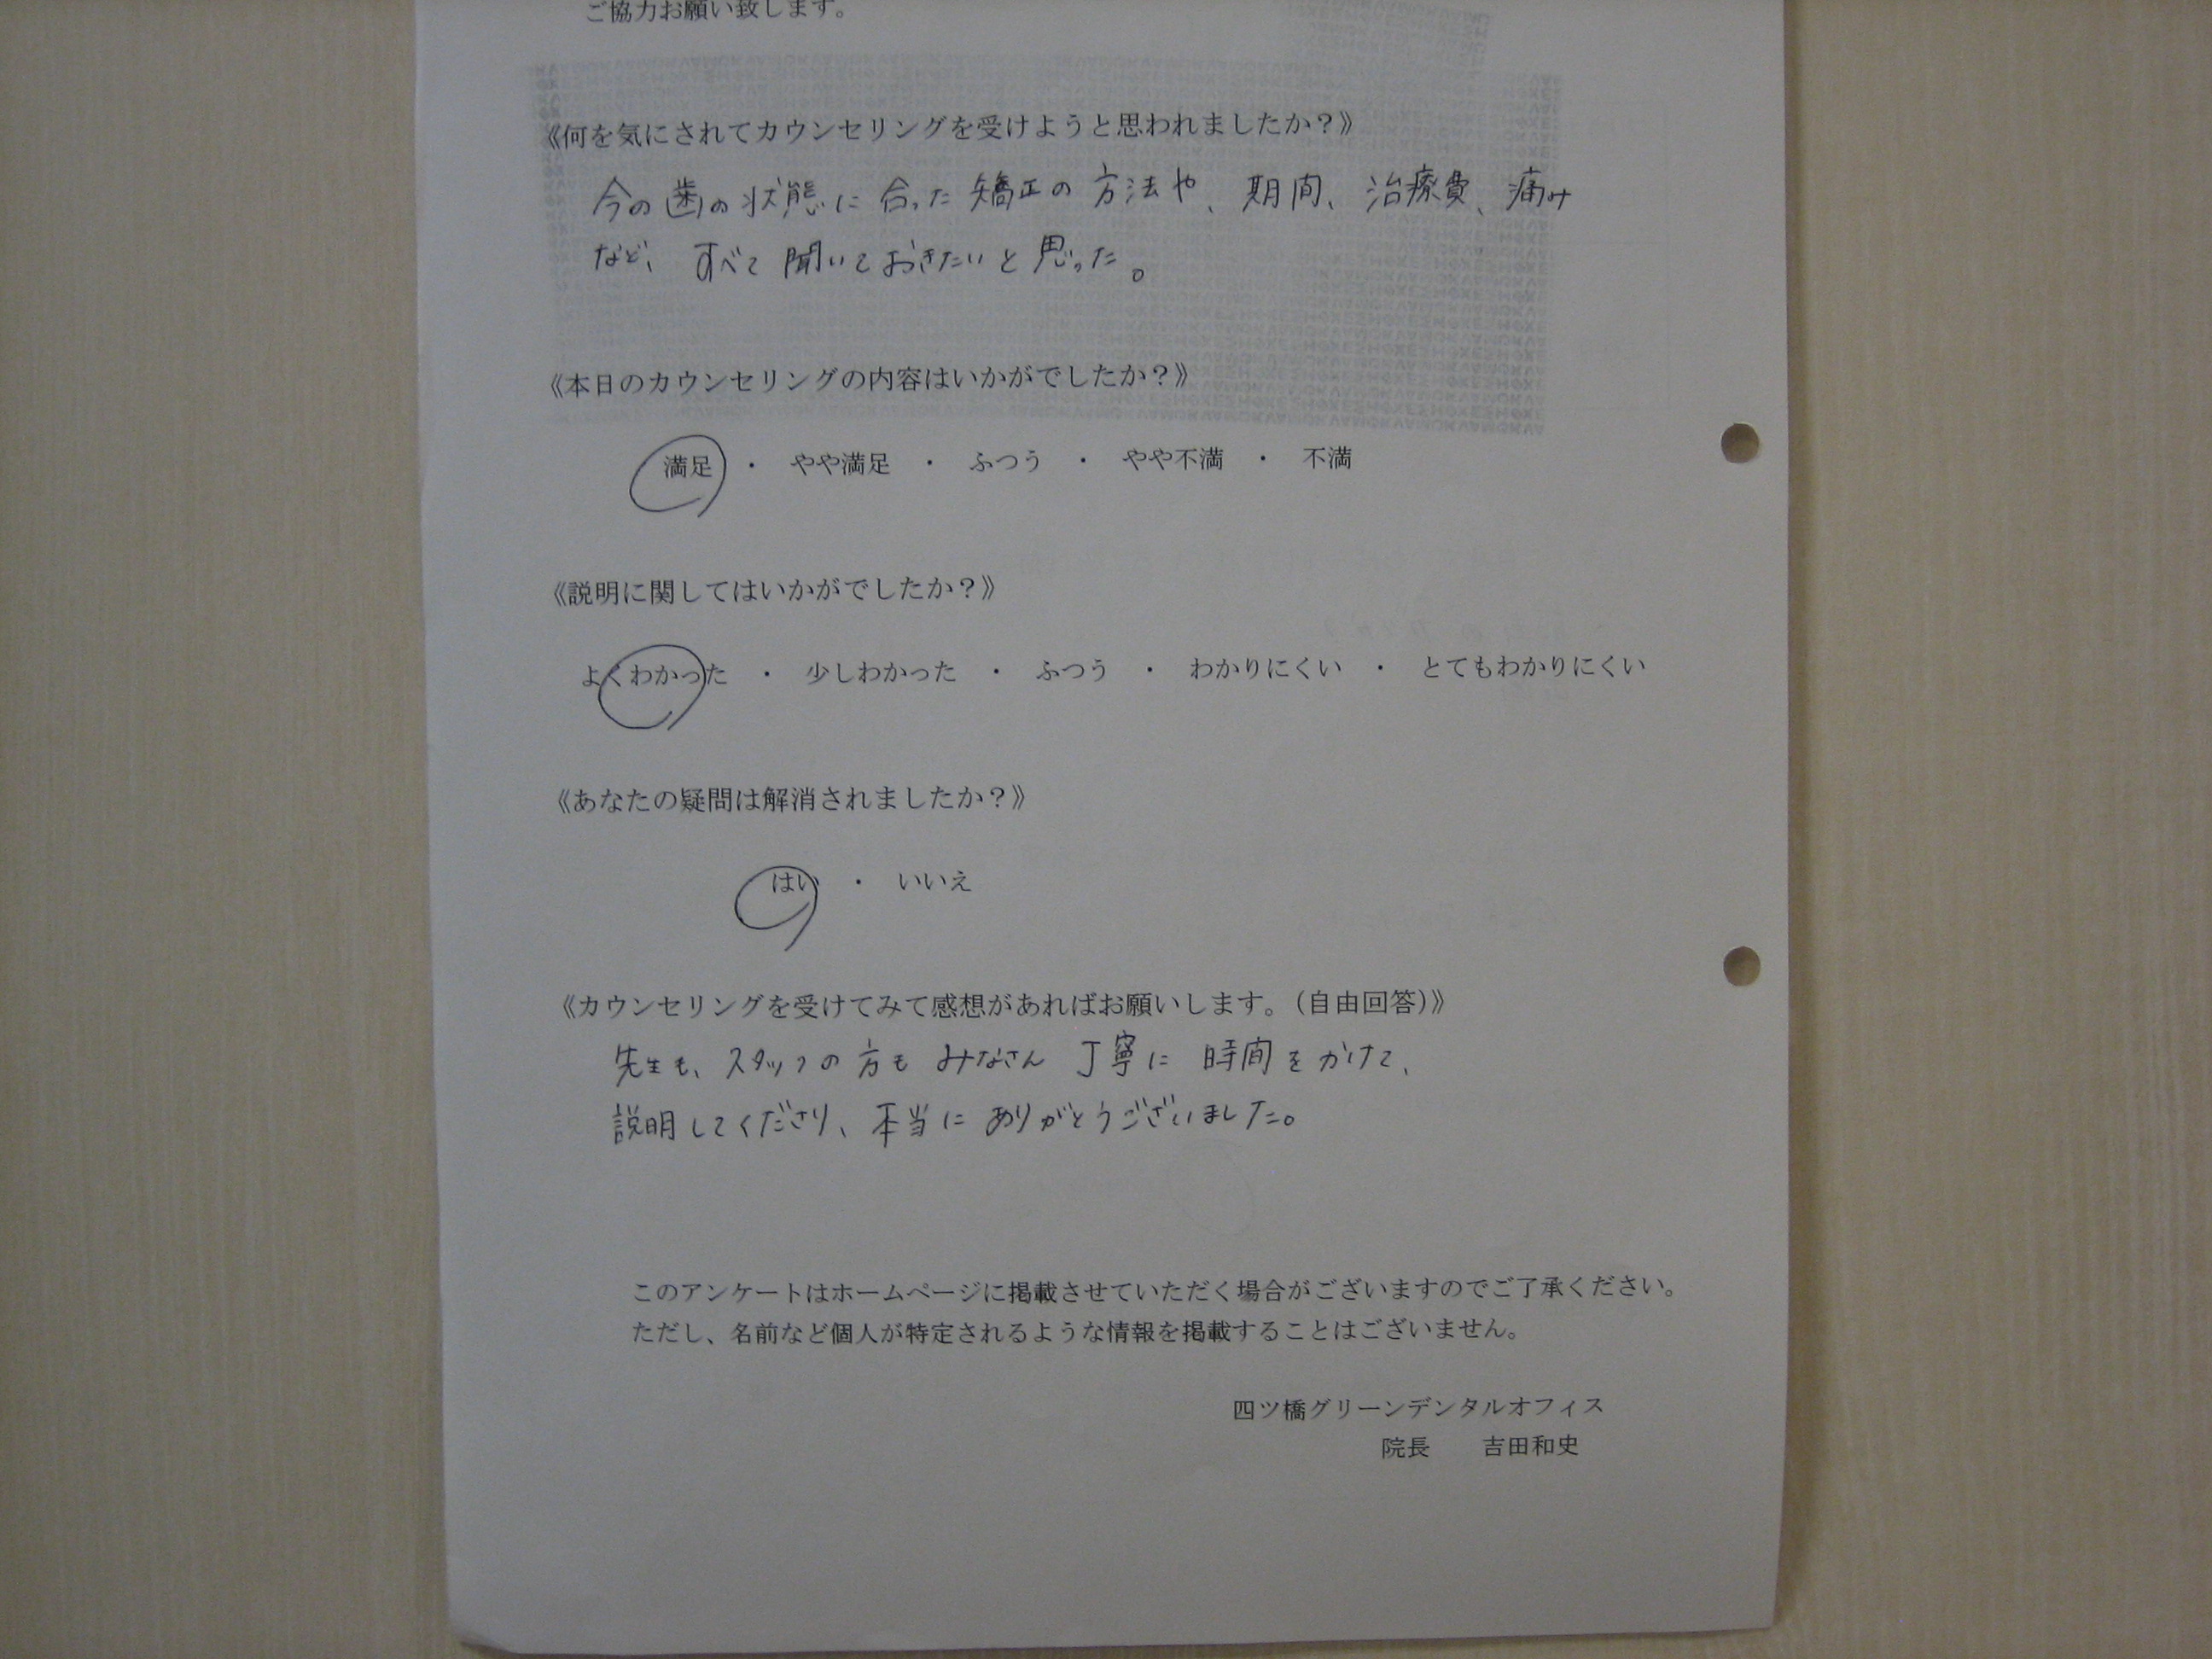 ご協力お願い致します。
《何を気にされてカウンセリングを受けようと思われましたか？》
今の歯の状態に合った矯正の方法や、期間、治療費、痛み
など、すべて聞いておきたいと思った。
《本日のカウンセリングの内容はいかがでしたか？》
満足 ・ やや満足 ・ ふつう ・ やや不満 ・ 不満
《説明に関してはいかがでしたか？》
よくわかった ・ 少しわかった ・ ふつう ・ わかりにくい ・ とてもわかりにくい
《あなたの疑問は解消されましたか？》
はい ・ いいえ
《カウンセリングを受けてみて感想があればお願いします。（自由回答）》
先生も、スタッフの方もみなさん丁寧に時間をかけて、
説明してくださり、本当にありがとうございました。
このアンケートはホームページに掲載させていただく場合がございますのでご了承ください。
ただし、名前など個人が特定されるような情報を掲載することはございません。
四ツ橋グリーンデンタルオフィス
院長 吉田和史